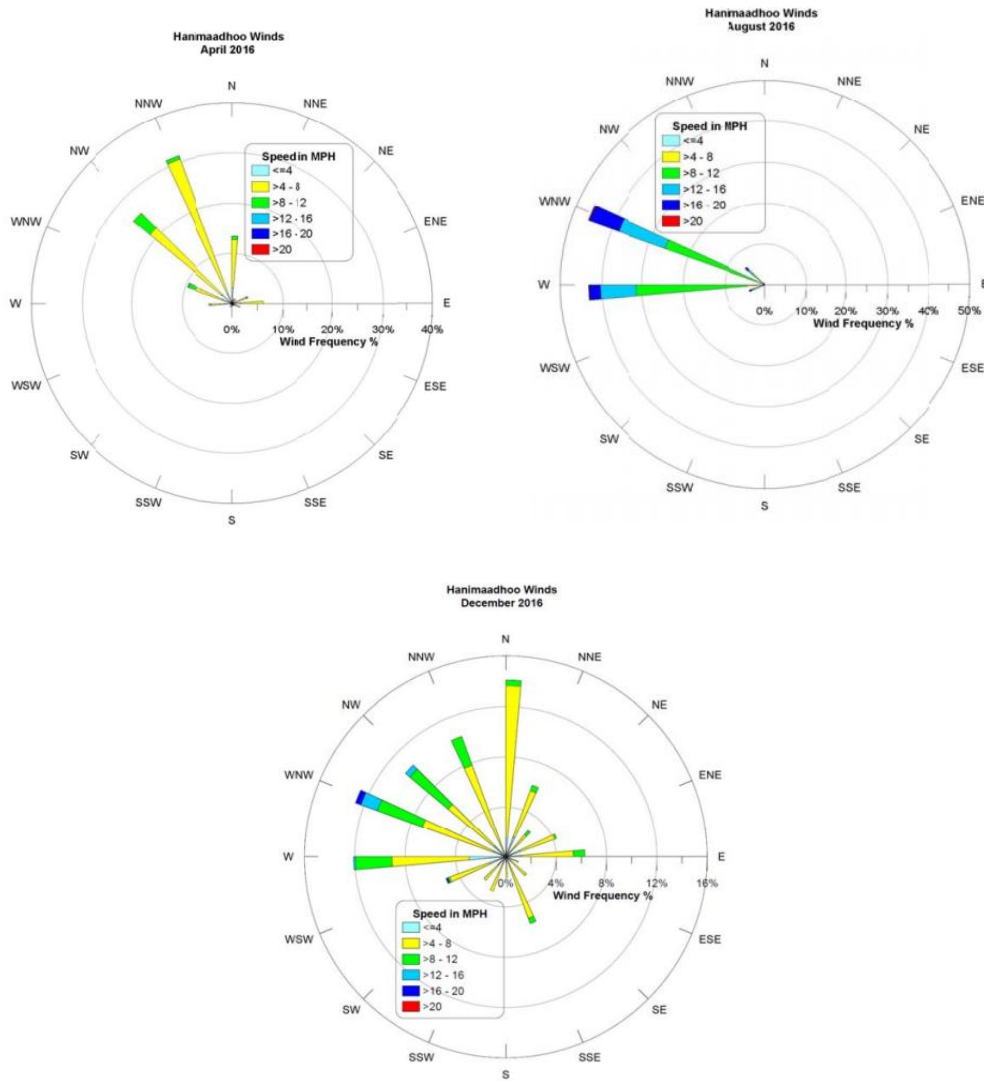 Hanimaadhoo Winds
April 2016
N
NNE
NE
ENE
E
ESE
SE
SSE
S
SSW
SW
WSW
W
WNW
NW
NNW
Speed in MPH
<=4
>4 - 8
>8 - 12
>12 - 16
>16 - 20
>20
0% 10% 20% 30% 40%
Wind Frequency %
Hanimaadhoo Winds
August 2016
N
NNE
NE
ENE
E
ESE
SE
SSE
S
SSW
SW
WSW
W
WNW
NW
NNW
Speed in MPH
<=4
>4 - 8
>8 - 12
>12 - 16
>16 - 20
>20
0% 10% 20% 30% 40% 50%
Wind Frequency %
Hanimaadhoo Winds
December 2016
N
NNE
NE
ENE
E
ESE
SE
SSE
S
SSW
SW
WSW
W
WNW
NW
NNW
0% 4% 8% 12% 16%
Wind Frequency %
Speed in MPH
<=4
>4 - 8
>8 - 12
>12 - 16
>16 - 20
>20